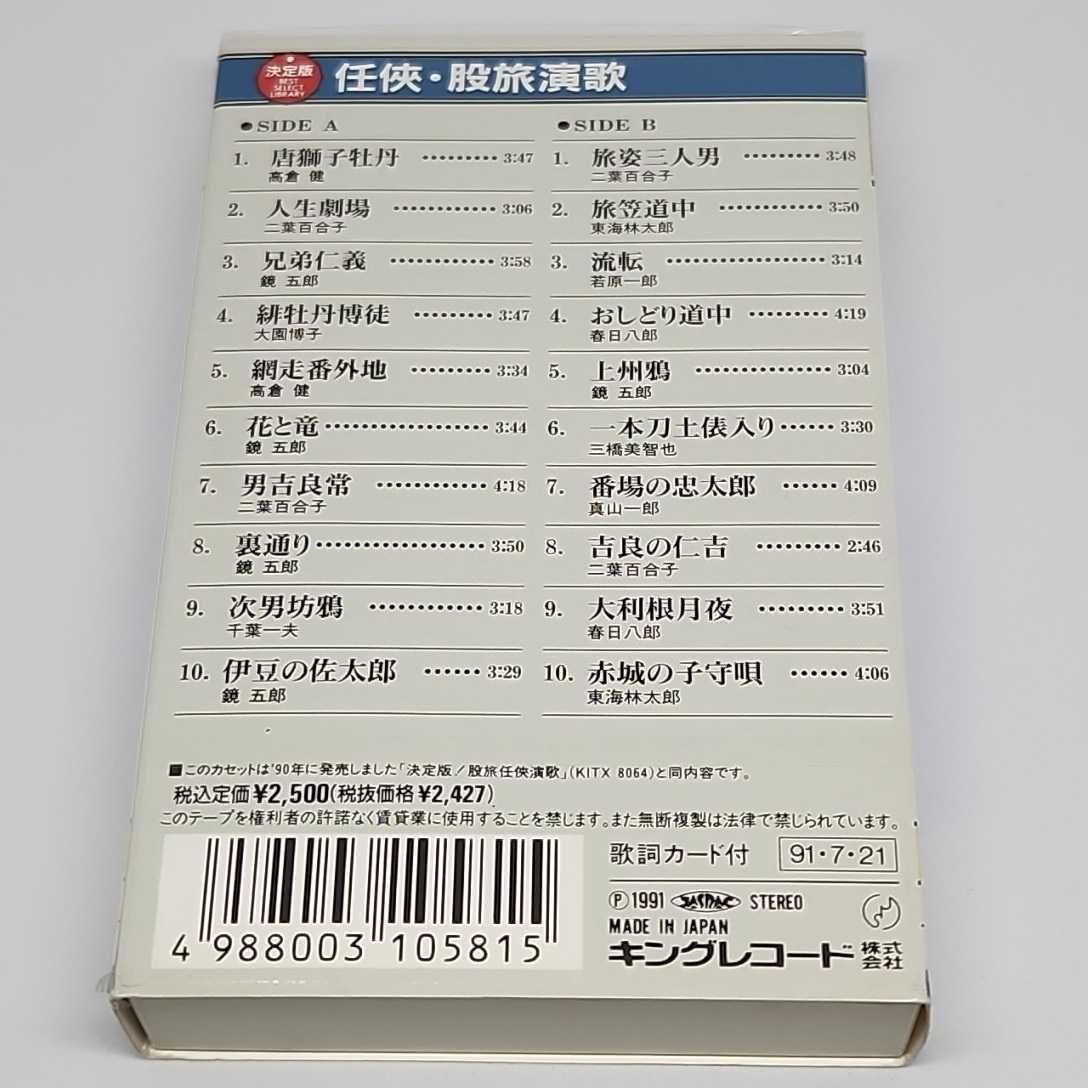 決定版
BEST
SELECT
LIBRARY
任侠・股旅演歌
●SIDE A
1. 唐獅子牡丹 ……… 3:47
高倉 健
2. 人生劇場 ………… 3:06
二葉百合子
3. 兄弟仁義 ………… 3:58
鏡 五郎
4. 緋牡丹博徒 ……… 3:47
大園博子
5. 網走番外地 ……… 3:34
高倉 健
6. 花と竜 ……………… 3:44
鏡 五郎
7. 男吉良常 ………… 4:18
二葉百合子
8. 裏通り ……………… 3:50
鏡 五郎
9. 次男坊鴉 ………… 3:18
千葉一夫
10. 伊豆の佐太郎 …… 3:29
鏡 五郎
●SIDE B
1. 旅姿三人男 ……… 3:48
二葉百合子
2. 旅笠道中 ………… 3:50
東海林太郎
3. 流転 ……………… 3:14
若原一郎
4. おしどり道中 ……… 4:19
春日八郎
5. 上州鴉 …………… 3:04
鏡 五郎
6. 一本刀土俵入り …… 3:30
三橋美智也
7. 番場の忠太郎 …… 4:09
真山一郎
8. 吉良の仁吉 ……… 2:46
二葉百合子
9. 大利根月夜 ……… 3:51
春日八郎
10. 赤城の子守唄 …… 4:06
東海林太郎
■このカセットは'90年に発売しました「決定版/股旅任侠演歌」(KITX 8064)と同内容です。
税込定価¥2,500(税抜価格¥2,427)
このテープを権利者の許諾なく賃貸業に使用することを禁じます。また無断複製は法律で禁じられています。
歌詞カード付 91・7・21
Ⓟ1991 JASRAC STEREO
MADE IN JAPAN
キングレコード株式会社
4 988003 105815